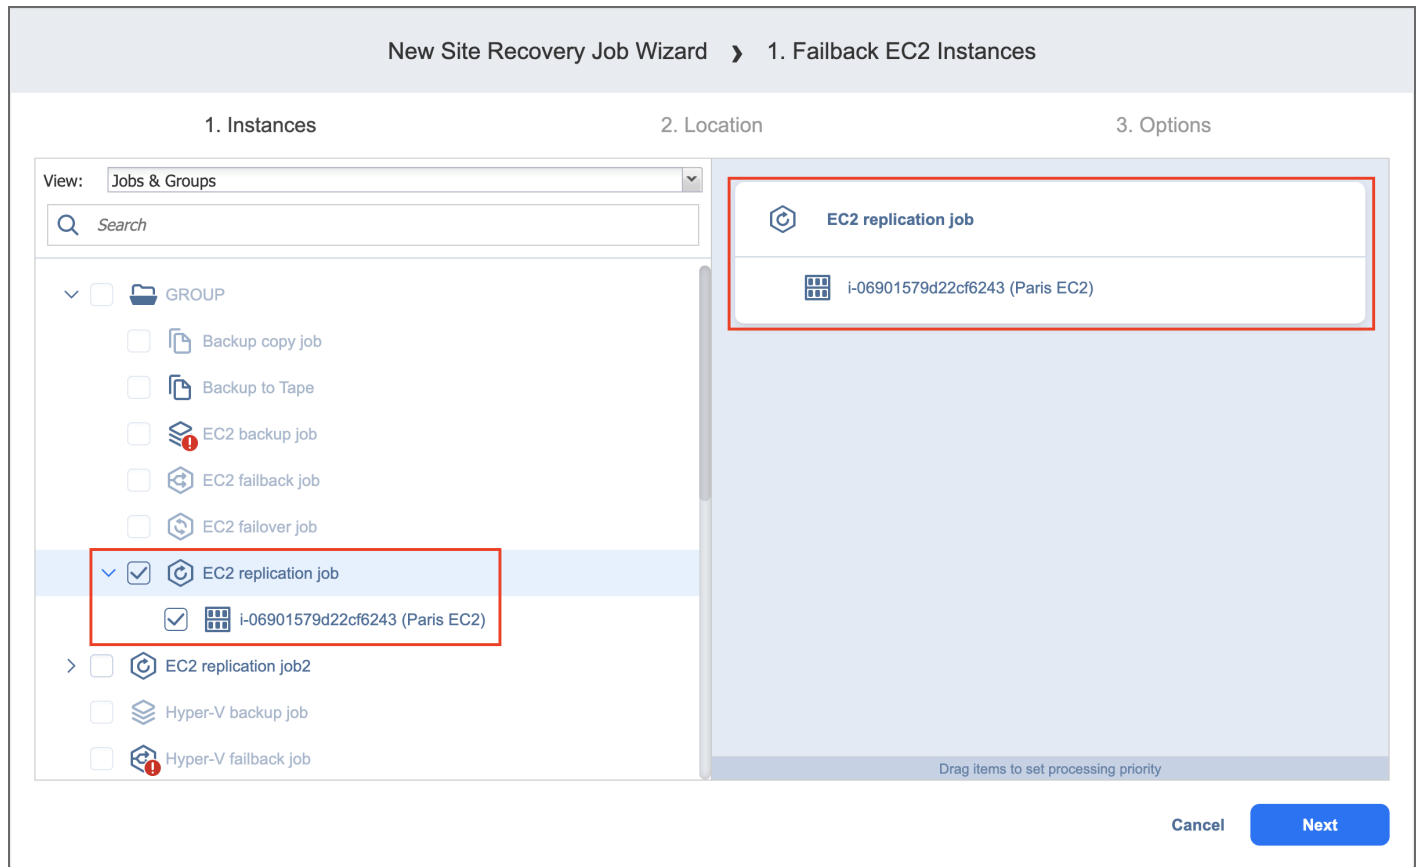 New Site Recovery Job Wizard ❯ 1. Failback EC2 Instances
1. Instances
2. Location
3. Options
View:
Jobs & Groups
Search
GROUP
Backup copy job
Backup to Tape
EC2 backup job
EC2 failback job
EC2 failover job
EC2 replication job
i-06901579d22cf6243 (Paris EC2)
EC2 replication job2
Hyper-V backup job
Hyper-V failback job
EC2 replication job
i-06901579d22cf6243 (Paris EC2)
Drag items to set processing priority
Cancel
Next